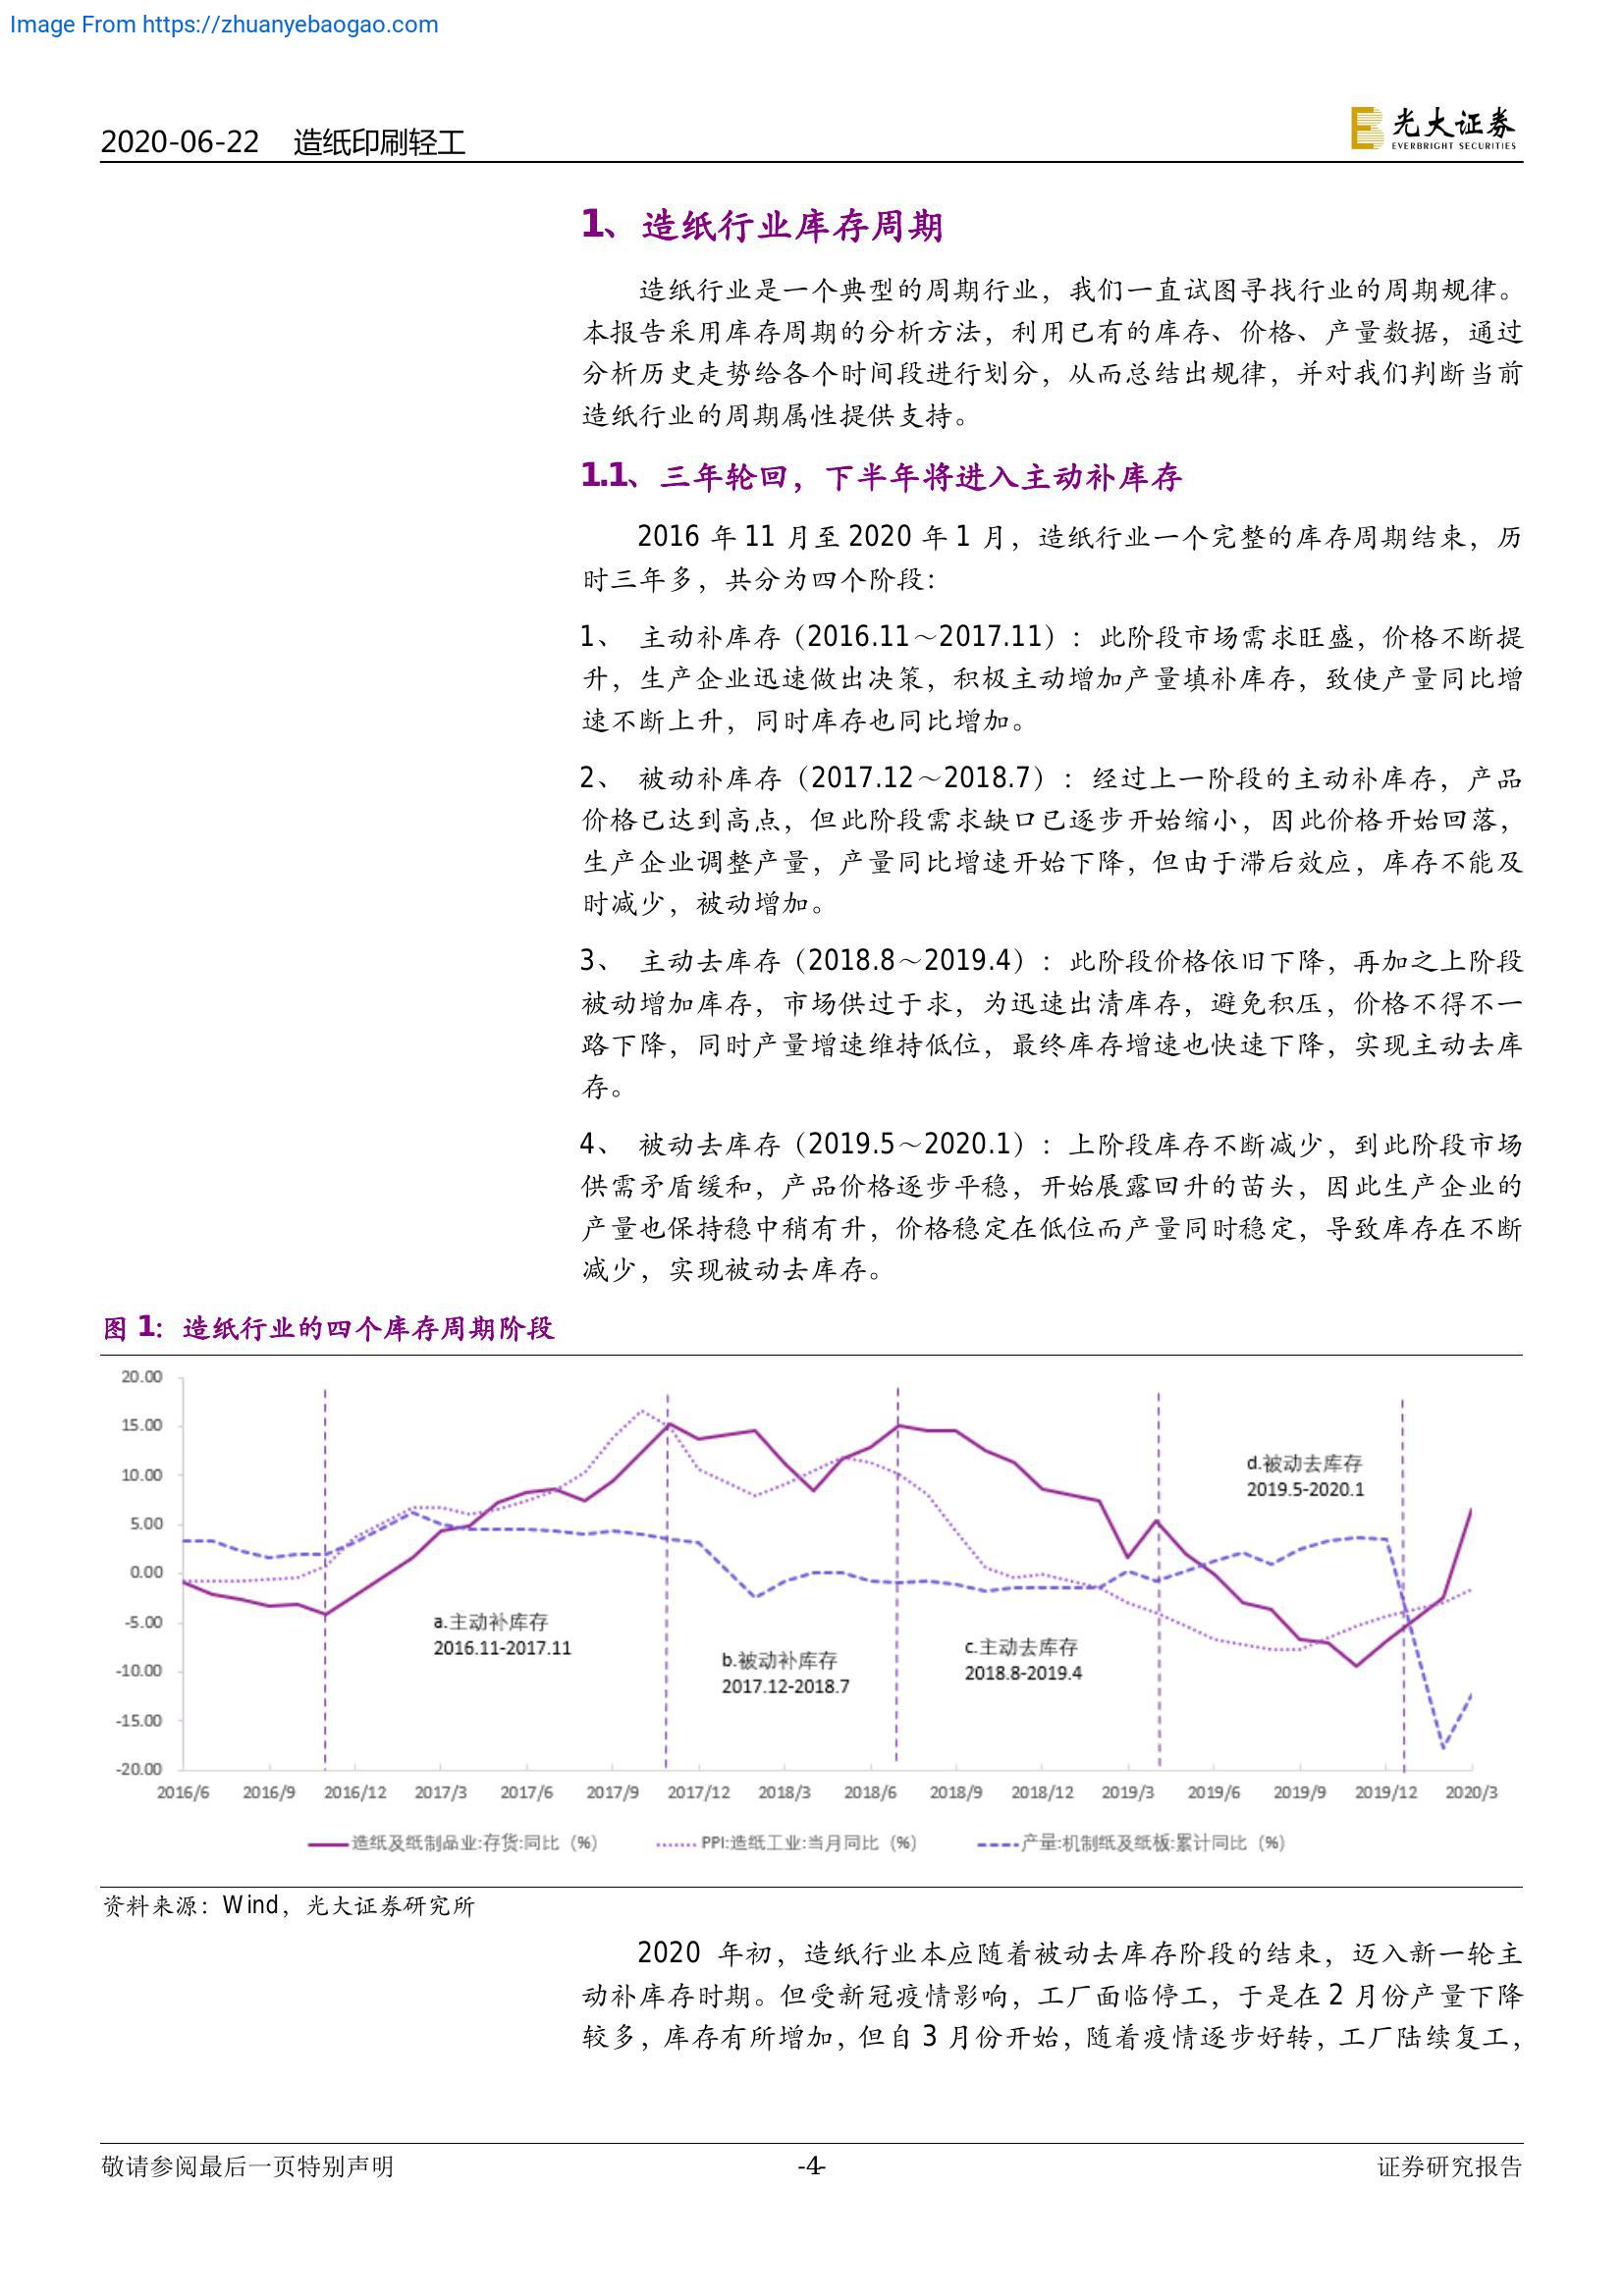 Image From https://zhuanyebaogao.com
2020-06-22 造纸印刷轻工
光大证券
EVERBRIGHT SECURITIES
1、造纸行业库存周期
造纸行业是一个典型的周期行业，我们一直试图寻找行业的周期规律。
本报告采用库存周期的分析方法，利用已有的库存、价格、产量数据，通过
分析历史走势给各个时间段进行划分，从而总结出规律，并对我们判断当前
造纸行业的周期属性提供支持。
1.1、三年轮回，下半年将进入主动补库存
2016 年 11 月至 2020 年 1 月，造纸行业一个完整的库存周期结束，历
时三年多，共分为四个阶段：
1、 主动补库存（2016.11～2017.11）：此阶段市场需求旺盛，价格不断提
升，生产企业迅速做出决策，积极主动增加产量填补库存，致使产量同比增
速不断上升，同时库存也同比增加。
2、 被动补库存（2017.12～2018.7）：经过上一阶段的主动补库存，产品
价格已达到高点，但此阶段需求缺口已逐步开始缩小，因此价格开始回落，
生产企业调整产量，产量同比增速开始下降，但由于滞后效应，库存不能及
时减少，被动增加。
3、 主动去库存（2018.8～2019.4）：此阶段价格依旧下降，再加之上阶段
被动增加库存，市场供过于求，为迅速出清库存，避免积压，价格不得不一
路下降，同时产量增速维持低位，最终库存增速也快速下降，实现主动去库
存。
4、 被动去库存（2019.5～2020.1）：上阶段库存不断减少，到此阶段市场
供需矛盾缓和，产品价格逐步平稳，开始展露回升的苗头，因此生产企业的
产量也保持稳中稍有升，价格稳定在低位而产量同时稳定，导致库存在不断
减少，实现被动去库存。
图 1：造纸行业的四个库存周期阶段
20.00
15.00
10.00
5.00
0.00
-5.00
-10.00
-15.00
-20.00
a.主动补库存
2016.11-2017.11
b.被动补库存
2017.12-2018.7
c.主动去库存
2018.8-2019.4
d.被动去库存
2019.5-2020.1
2016/6 2016/9 2016/12 2017/3 2017/6 2017/9 2017/12 2018/3 2018/6 2018/9 2018/12 2019/3 2019/6 2019/9 2019/12 2020/3
造纸及纸制品业:存货:同比（%） PPI:造纸工业:当月同比（%） 产量:机制纸及纸板:累计同比（%）
资料来源：Wind，光大证券研究所
2020 年初，造纸行业本应随着被动去库存阶段的结束，迈入新一轮主
动补库存时期。但受新冠疫情影响，工厂面临停工，于是在 2 月份产量下降
较多，库存有所增加，但自 3 月份开始，随着疫情逐步好转，工厂陆续复工，
敬请参阅最后一页特别声明 -4- 证券研究报告